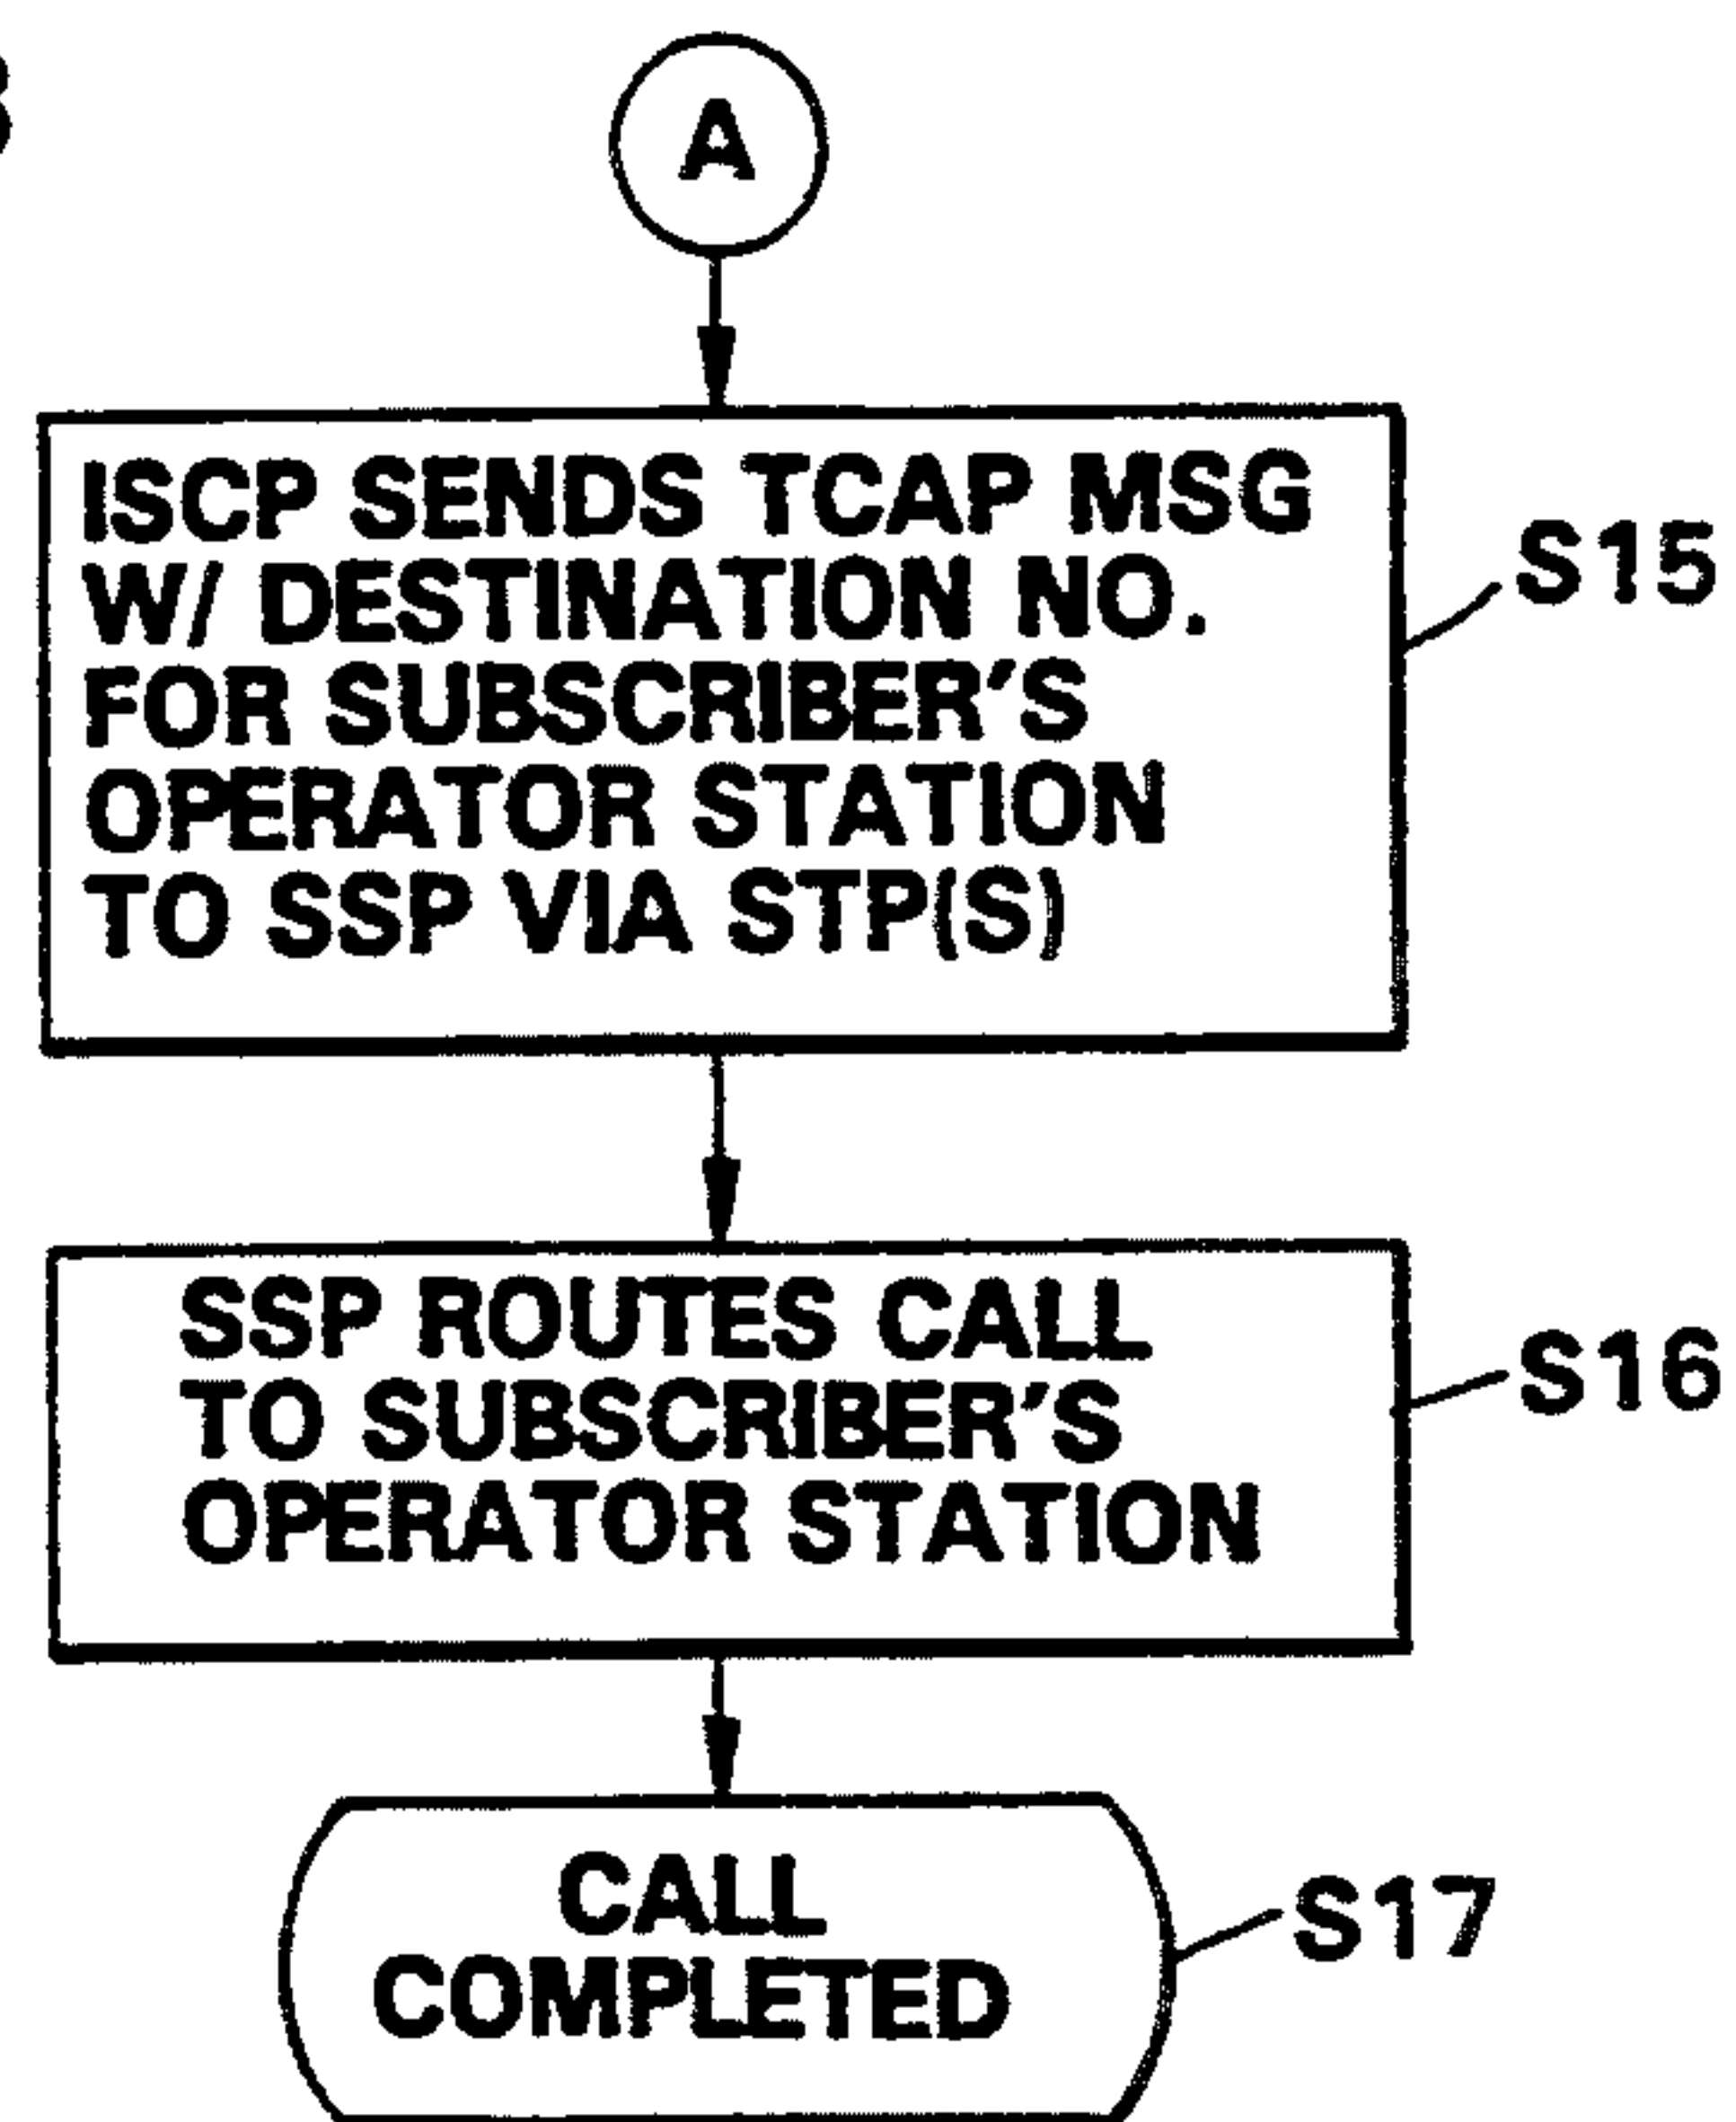 A
ISCP SENDS TCAP MSG
W/ DESTINATION NO.
FOR SUBSCRIBER'S
OPERATOR STATION
TO SSP VIA STP(S)
S15
SSP ROUTES CALL
TO SUBSCRIBER'S
OPERATOR STATION
S16
CALL
COMPLETED
S17